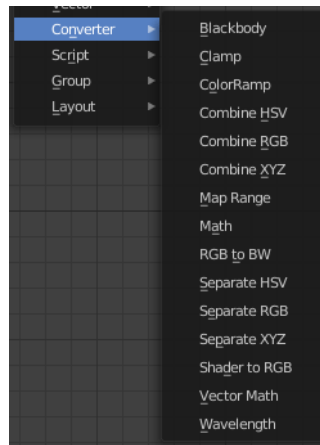 Vector
Converter
Script
Group
Layout
Blackbody
Clamp
ColorRamp
Combine HSV
Combine RGB
Combine XYZ
Map Range
Math
RGB to BW
Separate HSV
Separate RGB
Separate XYZ
Shader to RGB
Vector Math
Wavelength